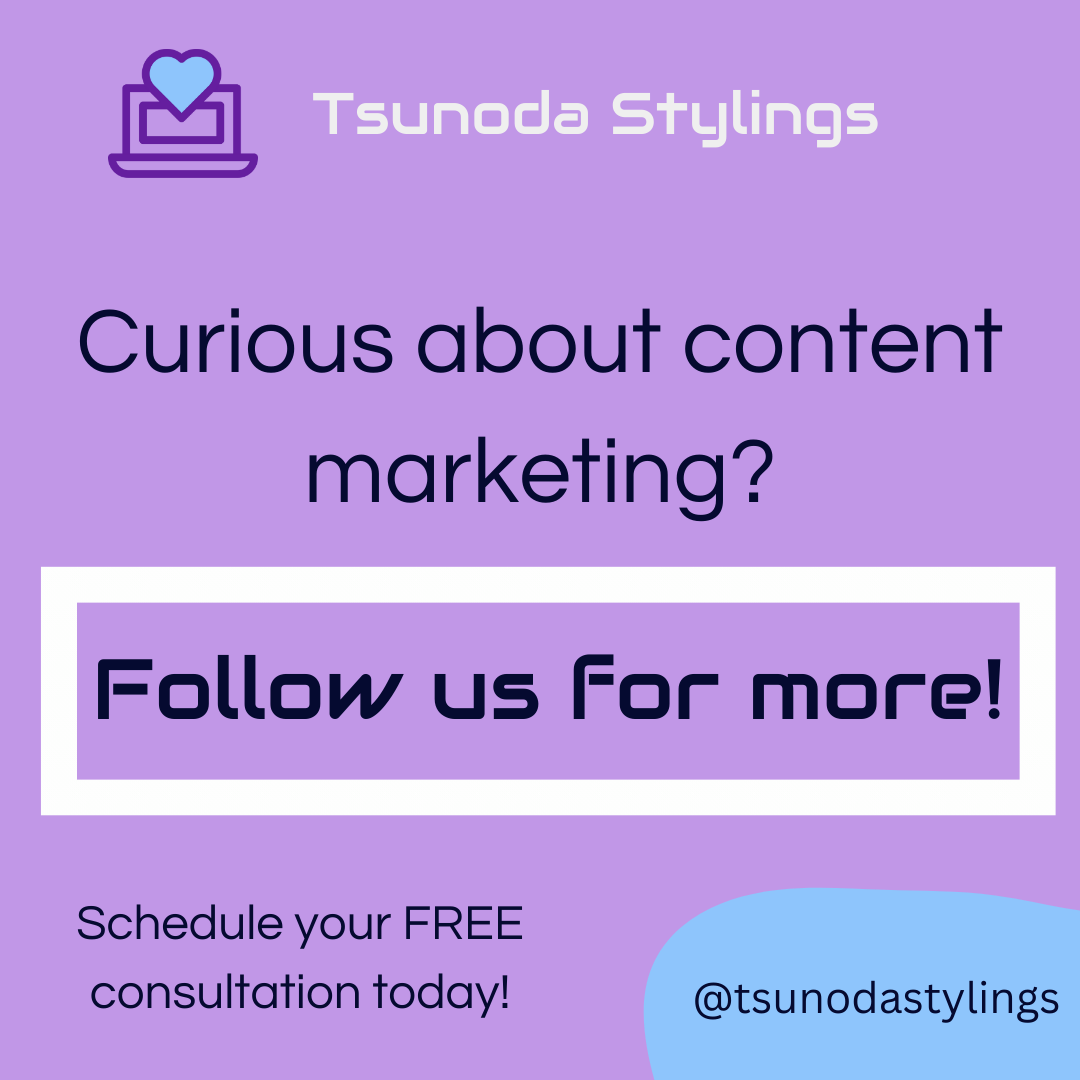 Tsunoda Stylings
Curious about content
marketing?
Follow us for more!
Schedule your FREE
consultation today!
@tsunodastylings